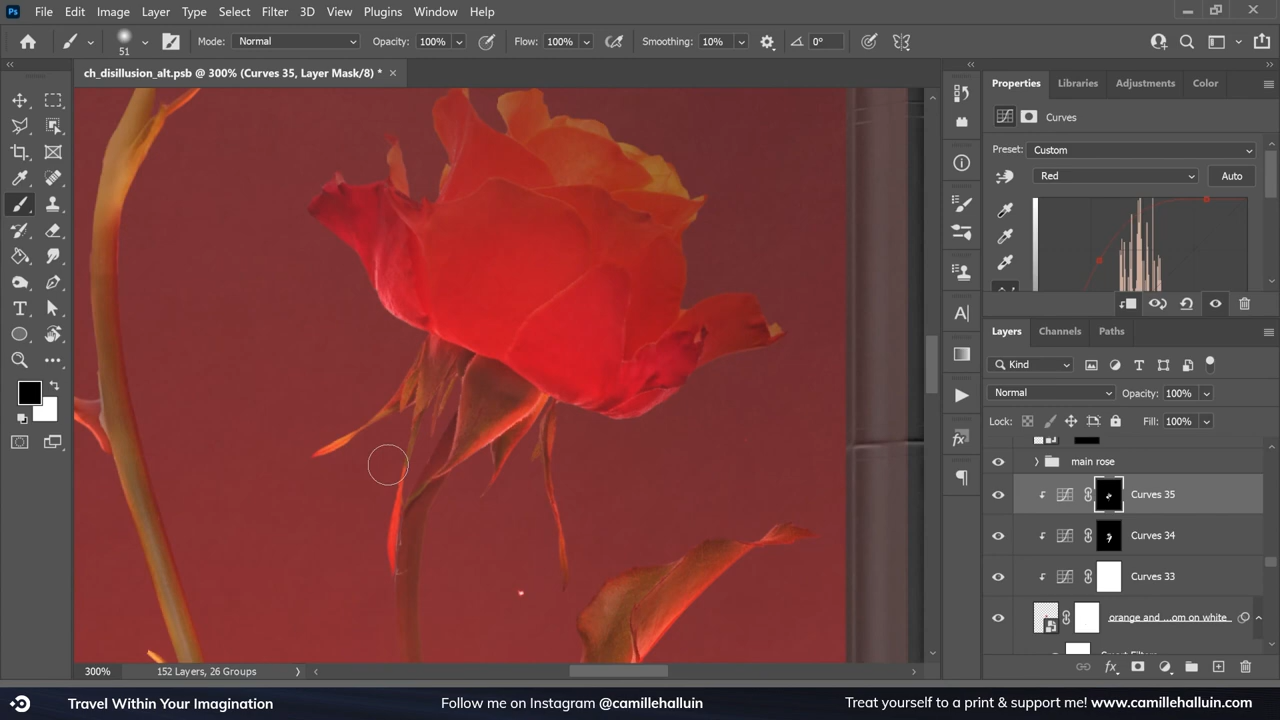 Ps File Edit Image Layer Type Select Filter 3D View Plugins Window Help
51 Mode: Normal Opacity: 100% Flow: 100% Smoothing: 10% 0°
ch_disillusion_alt.psb @ 300% (Curves 35, Layer Mask/8) *
Properties Libraries Adjustments Color
Curves
Preset: Custom
Red Auto
Layers Channels Paths
Kind
Normal Opacity: 100%
Lock: Fill: 100%
main rose
Curves 35
Curves 34
Curves 33
orange and ...om on white
300% 152 Layers, 26 Groups
Travel Within Your Imagination Follow me on Instagram @camillehalluin Treat yourself to a print & support me! www.camillehalluin.com